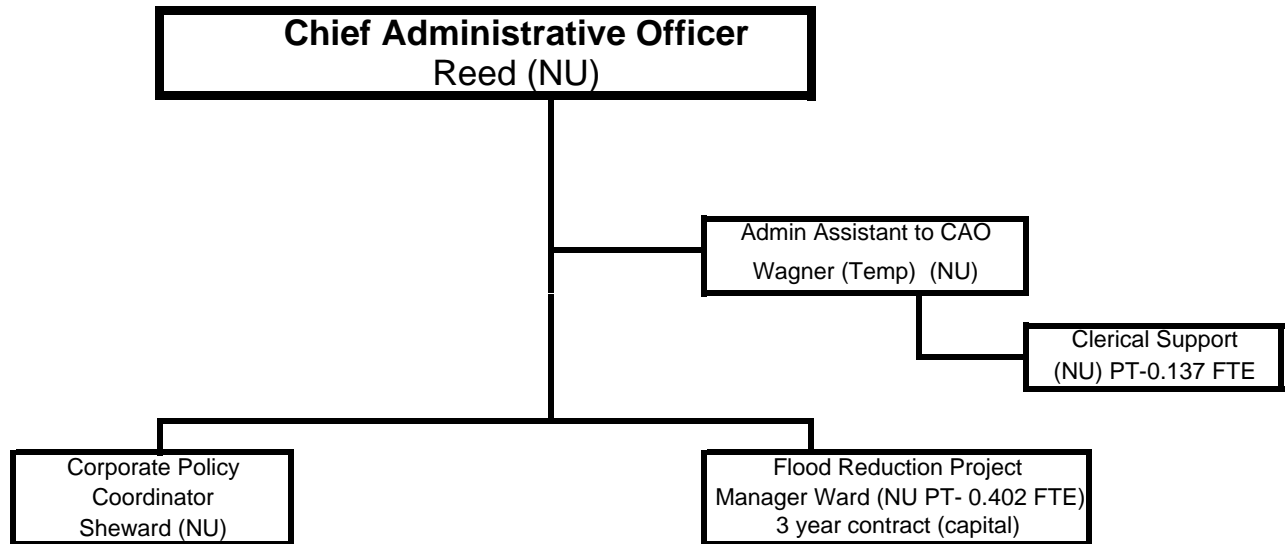 Chief Administrative Officer
Reed (NU)
Admin Assistant to CAO
Wagner (Temp) (NU)
Clerical Support
(NU) PT-0.137 FTE
Corporate Policy
Coordinator
Sheward (NU)
Flood Reduction Project
Manager Ward (NU PT- 0.402 FTE)
3 year contract (capital)